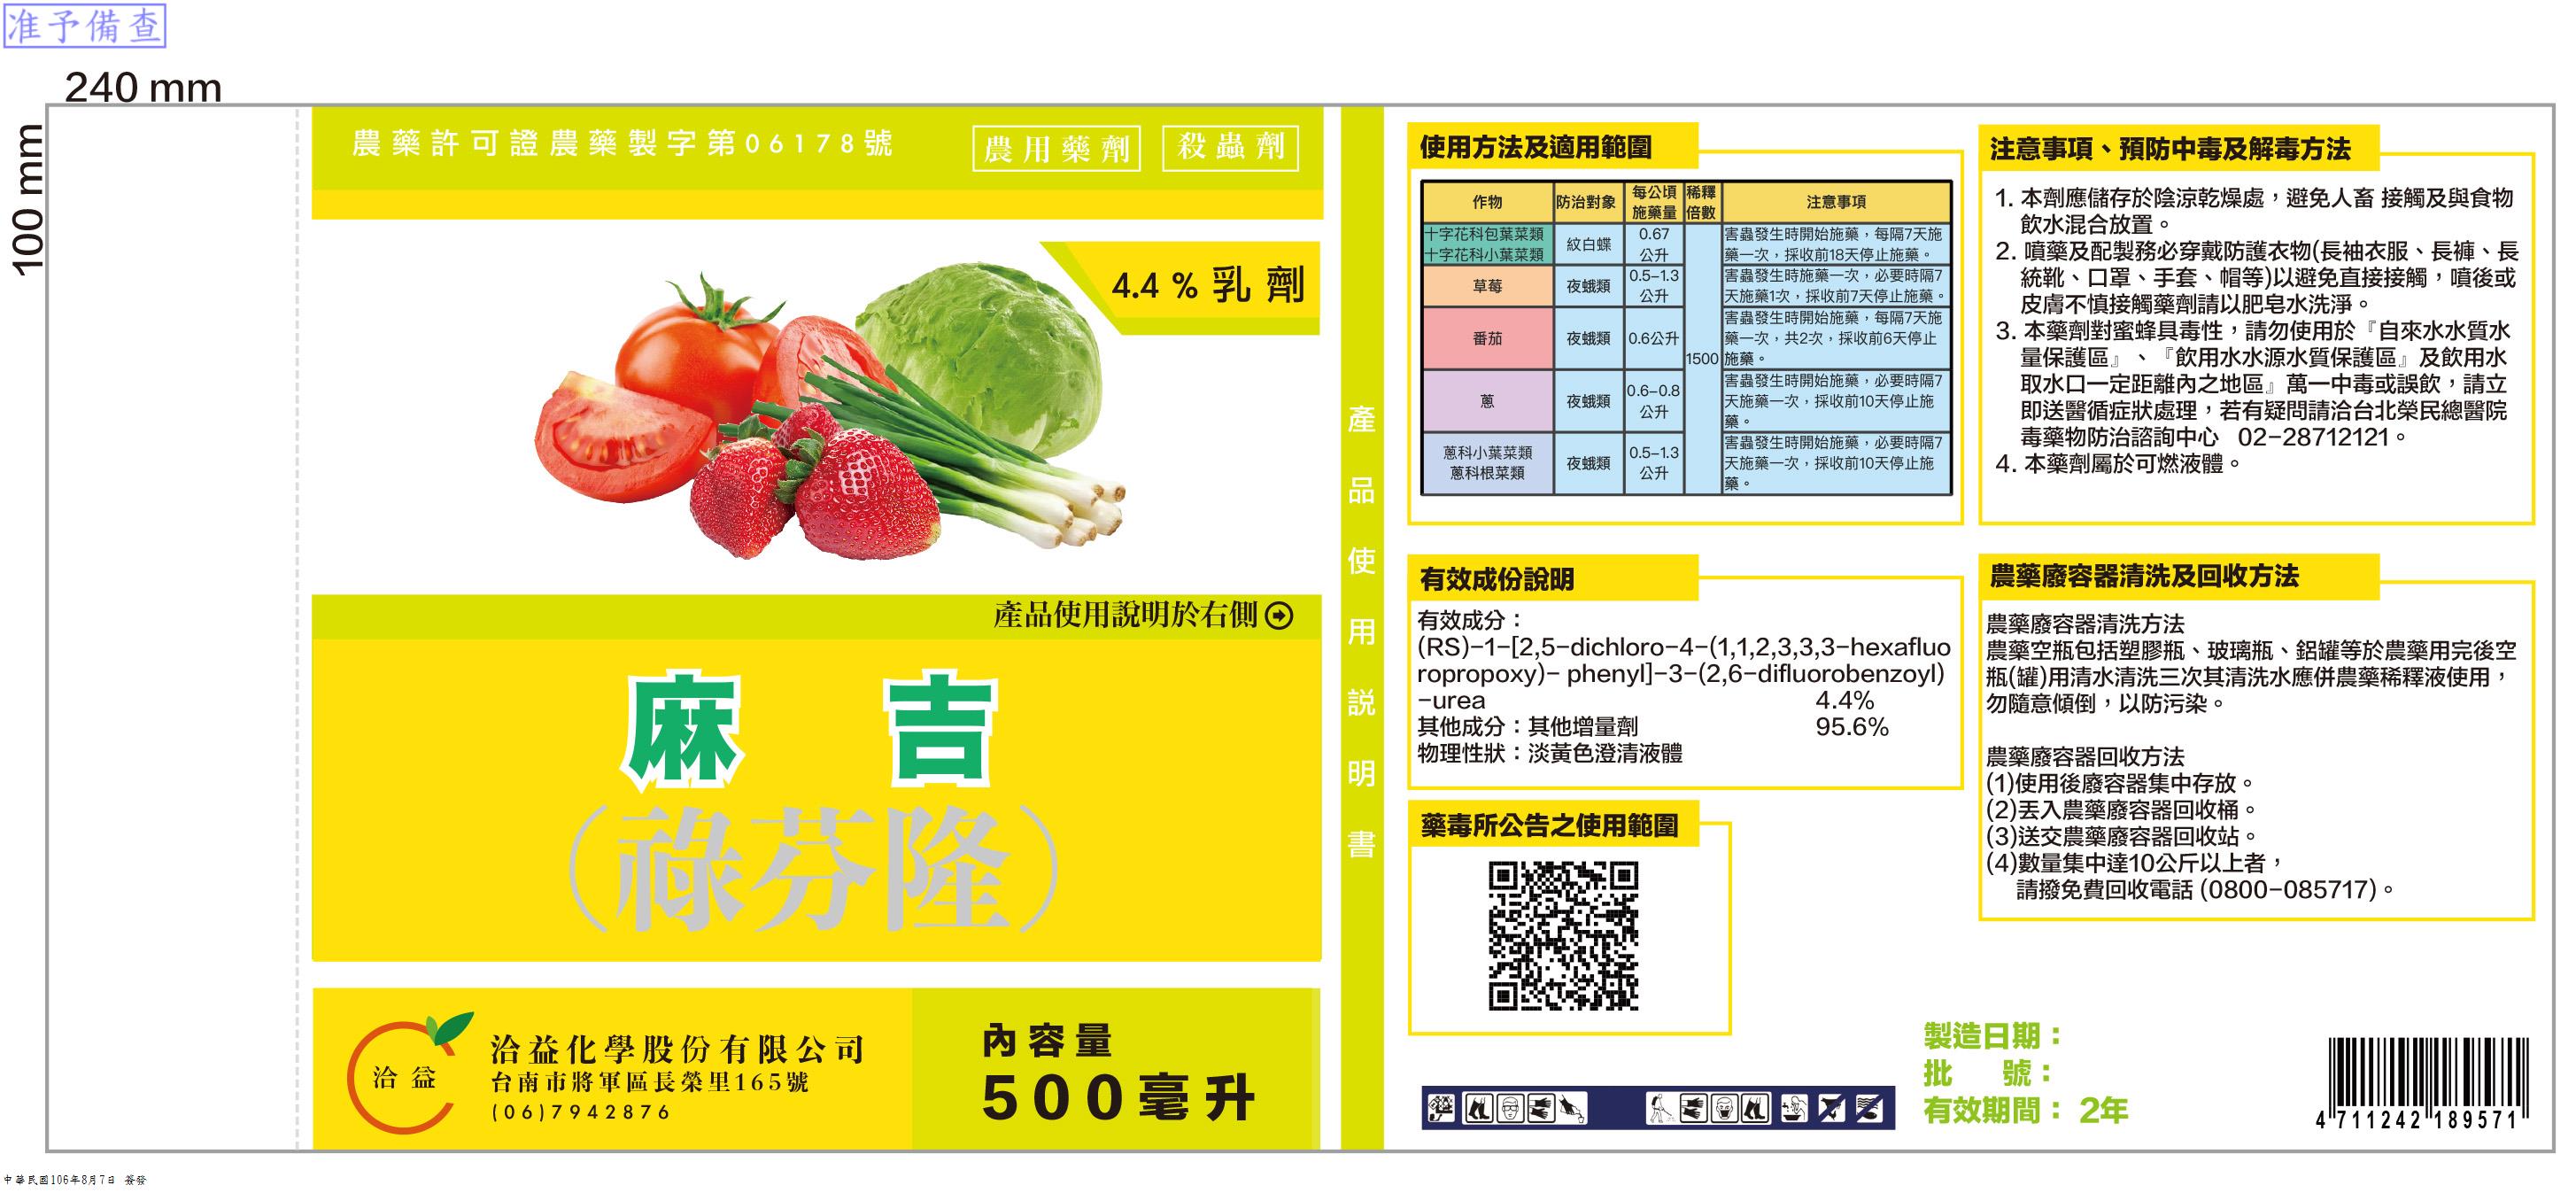 准予備查
240 mm
100 mm
農藥許可證農藥製字第06178號
農用藥劑
殺蟲劑
4.4 % 乳劑
產品使用說明於右側
麻吉
(祿芬隆)
洽益
洽益化學股份有限公司
台南市將軍區長榮里165號
(06)7942876
內容量
500毫升
產品使用説明書
使用方法及適用範圍
作物 防治對象 每公頃施藥量 稀釋倍數 注意事項
十字花科包葉菜類
十字花科小葉菜類
紋白蝶
0.67
公升
害蟲發生時開始施藥，每隔7天施
藥一次，採收前18天停止施藥。
草莓
夜蛾類
0.5-1.3
公升
害蟲發生時施藥一次，必要時隔7
天施藥1次，採收前7天停止施藥。
番茄
夜蛾類
0.6公升
害蟲發生時開始施藥，每隔7天施
藥一次，共2次，採收前6天停止
施藥。
1500
蔥
夜蛾類
0.6-0.8
公升
害蟲發生時開始施藥，必要時隔7
天施藥一次，採收前10天停止施
藥。
蔥科小葉菜類
蔥科根菜類
夜蛾類
0.5-1.3
公升
害蟲發生時開始施藥，必要時隔7
天施藥一次，採收前10天停止施
藥。
有效成份說明
有效成分：
(RS)-1-[2,5-dichloro-4-(1,1,2,3,3,3-hexafluo
ropropoxy)- phenyl]-3-(2,6-difluorobenzoyl)
-urea 4.4%
其他成分：其他增量劑 95.6%
物理性狀：淡黃色澄清液體
藥毒所公告之使用範圍
注意事項、預防中毒及解毒方法
1. 本劑應儲存於陰涼乾燥處，避免人畜 接觸及與食物
飲水混合放置。
2. 噴藥及配製務必穿戴防護衣物(長袖衣服、長褲、長
統靴、口罩、手套、帽等)以避免直接接觸，噴後或
皮膚不慎接觸藥劑請以肥皂水洗淨。
3. 本藥劑對蜜蜂具毒性，請勿使用於『自來水水質水
量保護區』、『飲用水水源水質保護區』及飲用水
取水口一定距離內之地區』萬一中毒或誤飲，請立
即送醫循症狀處理，若有疑問請洽台北榮民總醫院
毒藥物防治諮詢中心 02-28712121。
4. 本藥劑屬於可燃液體。
農藥廢容器清洗及回收方法
農藥廢容器清洗方法
農藥空瓶包括塑膠瓶、玻璃瓶、鋁罐等於農藥用完後空
瓶(罐)用清水清洗三次其清洗水應併農藥稀釋液使用，
勿隨意傾倒，以防污染。
農藥廢容器回收方法
(1)使用後廢容器集中存放。
(2)丟入農藥廢容器回收桶。
(3)送交農藥廢容器回收站。
(4)數量集中達10公斤以上者，
請撥免費回收電話 (0800-085717)。
製造日期：
批 號：
有效期間： 2年
4 711242 189571
中華民國106年8月7日 簽發